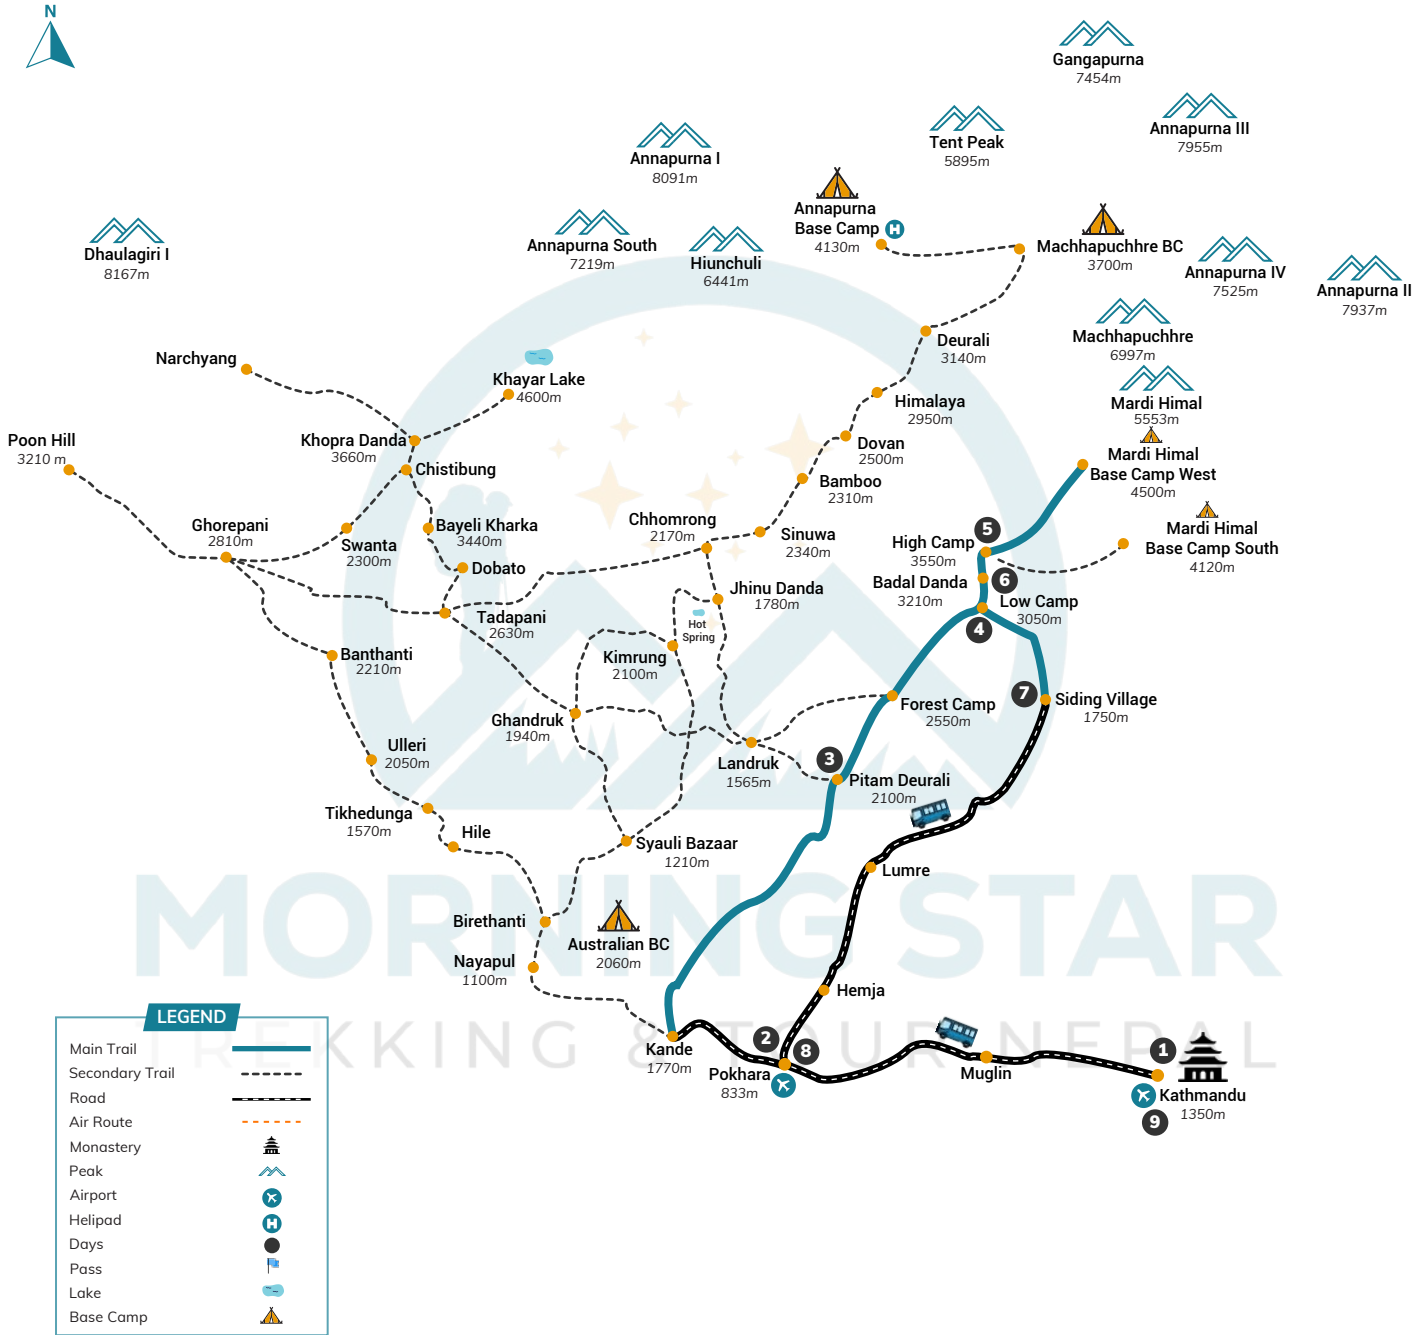 N
Gangapurna
7454m
Annapurna III
7955m
Tent Peak
5895m
Annapurna I
8091m
Annapurna
Base Camp
H
4130m
Machhapuchhre BC
3700m
Dhaulagiri I
8167m
Annapurna South
7219m
Hiunchuli
6441m
Annapurna IV
7525m
Annapurna II
7937m
Machhapuchhre
6997m
Deurali
3140m
Narchyang
Khayar Lake
4600m
Himalaya
2950m
Mardi Himal
5553m
Poon Hill
3210 m
Khopra Danda
3660m
Chistibung
Dovan
2500m
Mardi Himal
Base Camp West
4500m
Bamboo
2310m
Ghorepani
2810m
Swanta
2300m
Bayeli Kharka
3440m
Chhomrong
2170m
Sinuwa
2340m
5
High Camp
3550m
Mardi Himal
Base Camp South
4120m
Dobato
Badal Danda
3210m
6
Jhinu Danda
1780m
Low Camp
3050m
4
Tadapani
2630m
Hot
Spring
Banthanti
2210m
Kimrung
2100m
7
Siding Village
1750m
Forest Camp
2550m
Ghandruk
1940m
Ulleri
2050m
Landruk
1565m
3
Pitam Deurali
2100m
Tikhedunga
1570m
Hile
Syauli Bazaar
1210m
Lumre
MORNING STAR
Birethanti
Australian BC
2060m
Nayapul
1100m
Hemja
TREKKING & TOUR NEPAL
Kande
1770m
2
8
Pokhara
833m
Muglin
1
Kathmandu
1350m
9
LEGEND
Main Trail
Secondary Trail
Road
Air Route
Monastery
Peak
Airport
Helipad
H
Days
Pass
Lake
Base Camp